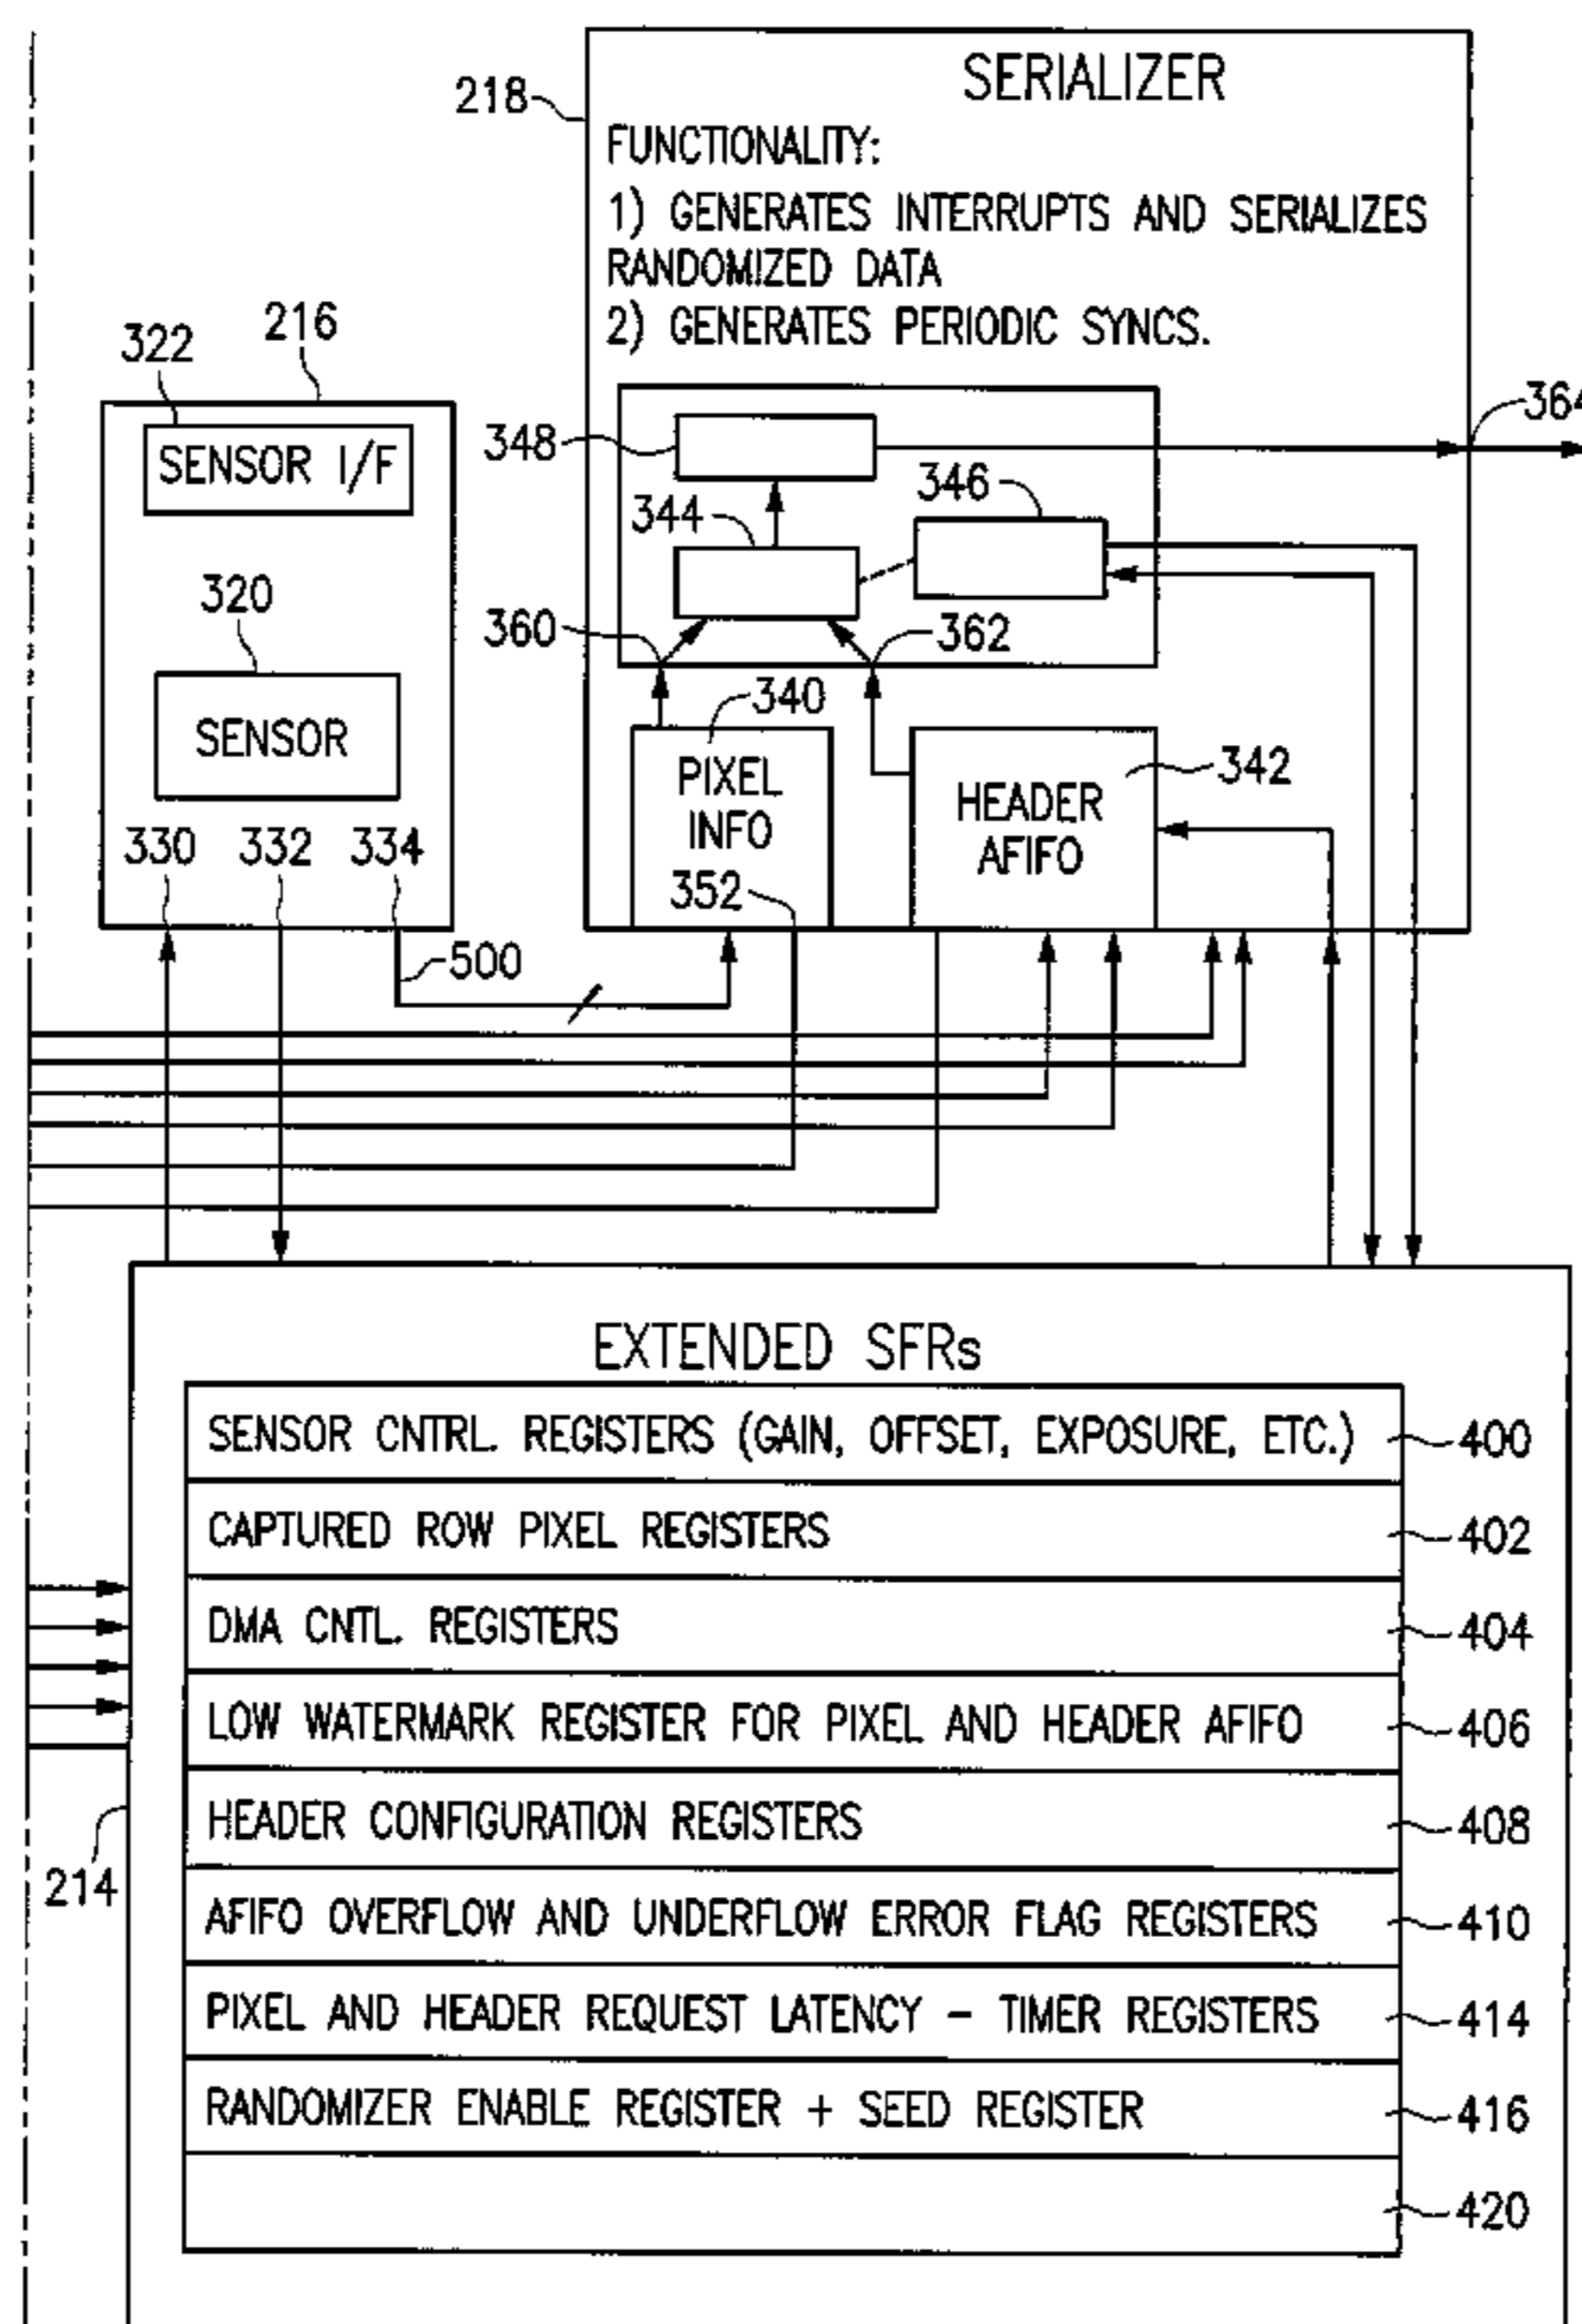 SERIALIZER
218
FUNCTIONALITY:
1) GENERATES INTERRUPTS AND SERIALIZES
RANDOMIZED DATA
2) GENERATES PERIODIC SYNCS.
216
322
SENSOR I/F
320
SENSOR
330 332 334
500
348
364
346
344
360
362
340
PIXEL
INFO
352
342
HEADER
AFIFO
EXTENDED SFRs
SENSOR CNTRL. REGISTERS (GAIN, OFFSET, EXPOSURE, ETC.) 400
CAPTURED ROW PIXEL REGISTERS 402
DMA CNTL. REGISTERS 404
LOW WATERMARK REGISTER FOR PIXEL AND HEADER AFIFO 406
HEADER CONFIGURATION REGISTERS 408
214
AFIFO OVERFLOW AND UNDERFLOW ERROR FLAG REGISTERS 410
PIXEL AND HEADER REQUEST LATENCY – TIMER REGISTERS 414
RANDOMIZER ENABLE REGISTER + SEED REGISTER 416
420